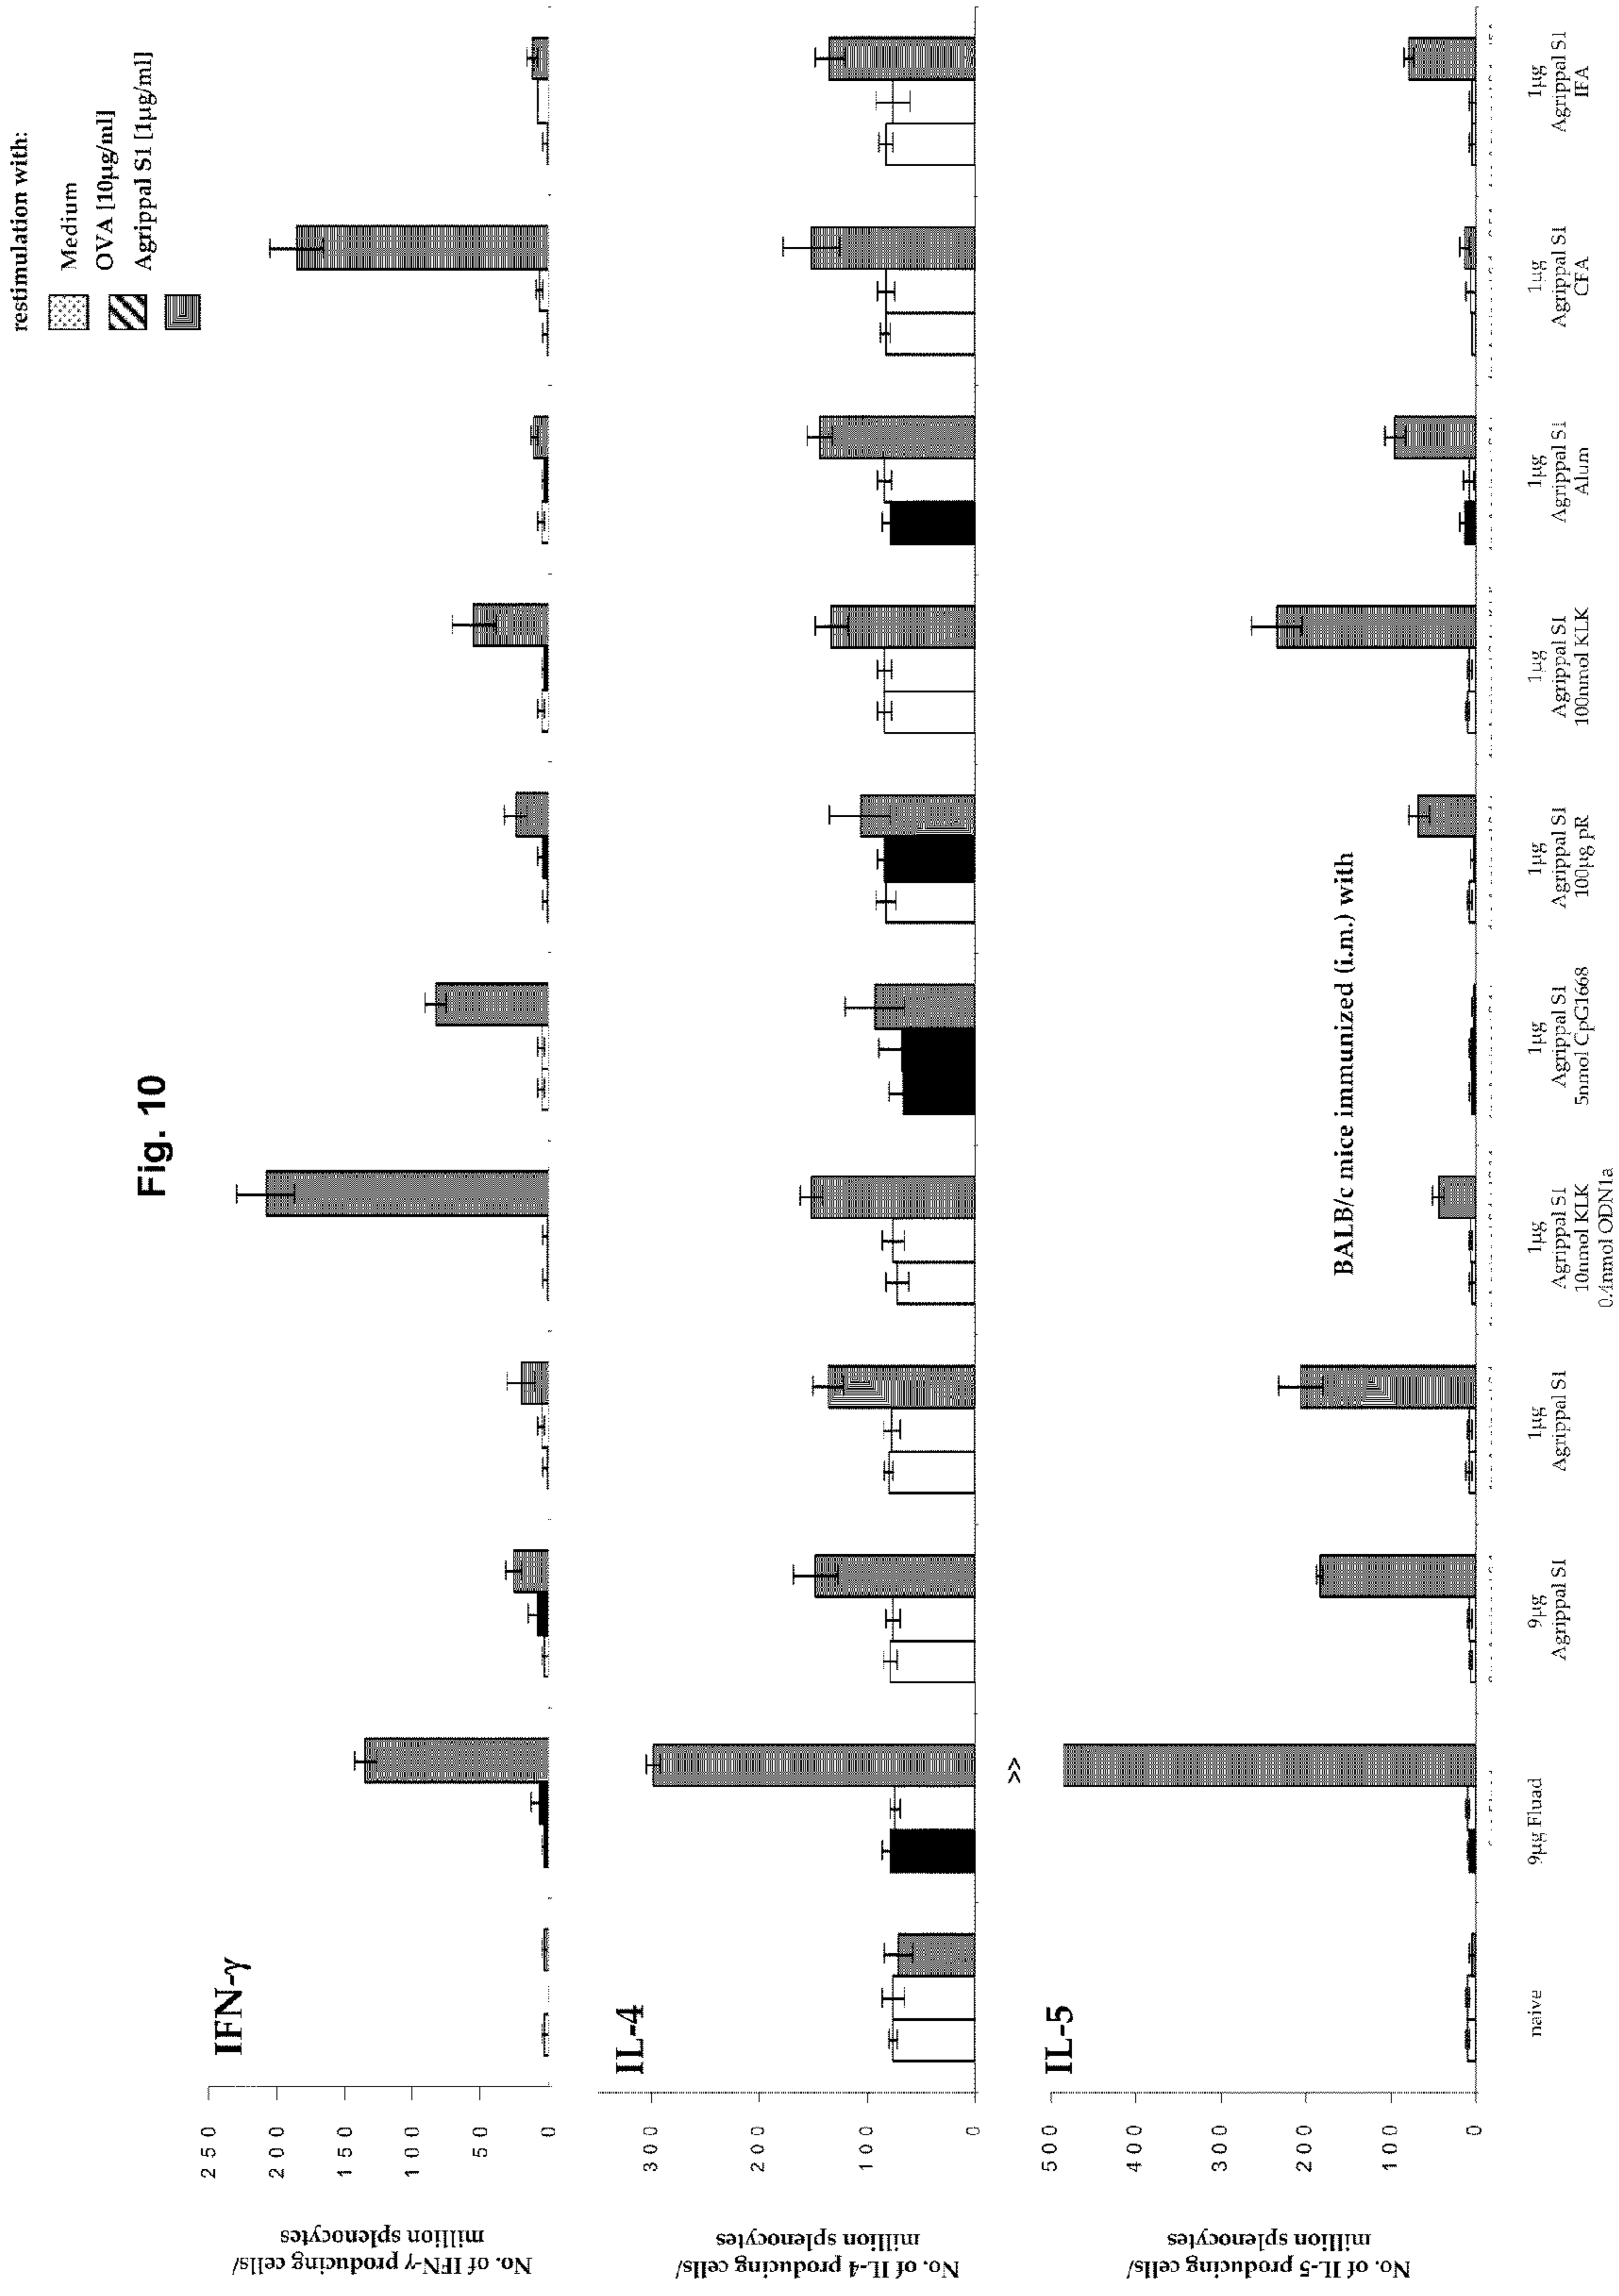 Fig. 10
restimulation with:
Medium
OVA [10µg/ml]
Agrippal S1 [1µg/ml]
IFN-γ
No. of IFN-γ producing cells/
million splenocytes
250
200
150
100
50
0
IL-4
No. of IL-4 producing cells/
million splenocytes
300
200
100
0
IL-5
No. of IL-5 producing cells/
million splenocytes
>>
500
400
300
200
100
0
BALB/c mice immunized (i.m.) with
naive
9µg Fluad
9µg
Agrippal S1
1µg
Agrippal S1
1µg
Agrippal S1
10nmol KLK
0.4nmol ODN1a
1µg
Agrippal S1
5nmol CpG1668
1µg
Agrippal S1
100µg pR
1µg
Agrippal S1
100nmol KLK
1µg
Agrippal S1
Alum
1µg
Agrippal S1
CFA
1µg
Agrippal S1
IFA